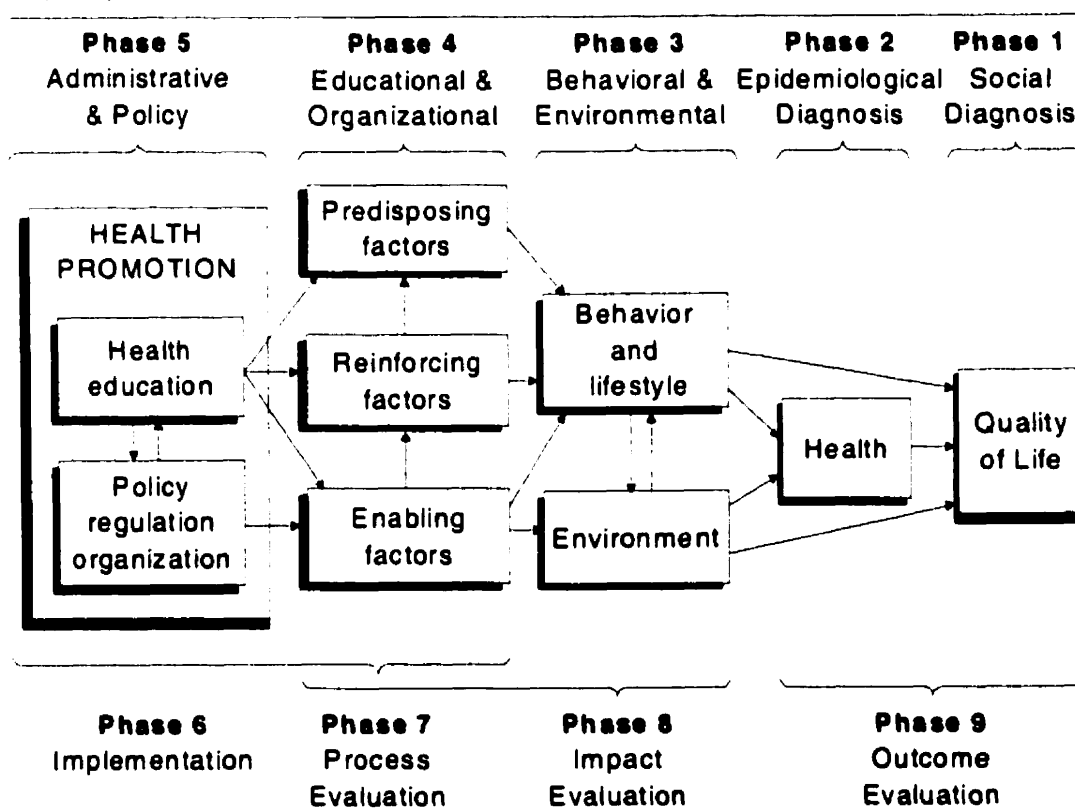 Phase 5
Administrative
& Policy
Phase 4
Educational &
Organizational
Phase 3
Behavioral &
Environmental
Phase 2
Epidemiological
Diagnosis
Phase 1
Social
Diagnosis
HEALTH
PROMOTION
Health
education
Policy
regulation
organization
Predisposing
factors
Reinforcing
factors
Enabling
factors
Behavior
and
lifestyle
Environment
Health
Quality
of Life
Phase 6
Implementation
Phase 7
Process
Evaluation
Phase 8
Impact
Evaluation
Phase 9
Outcome
Evaluation